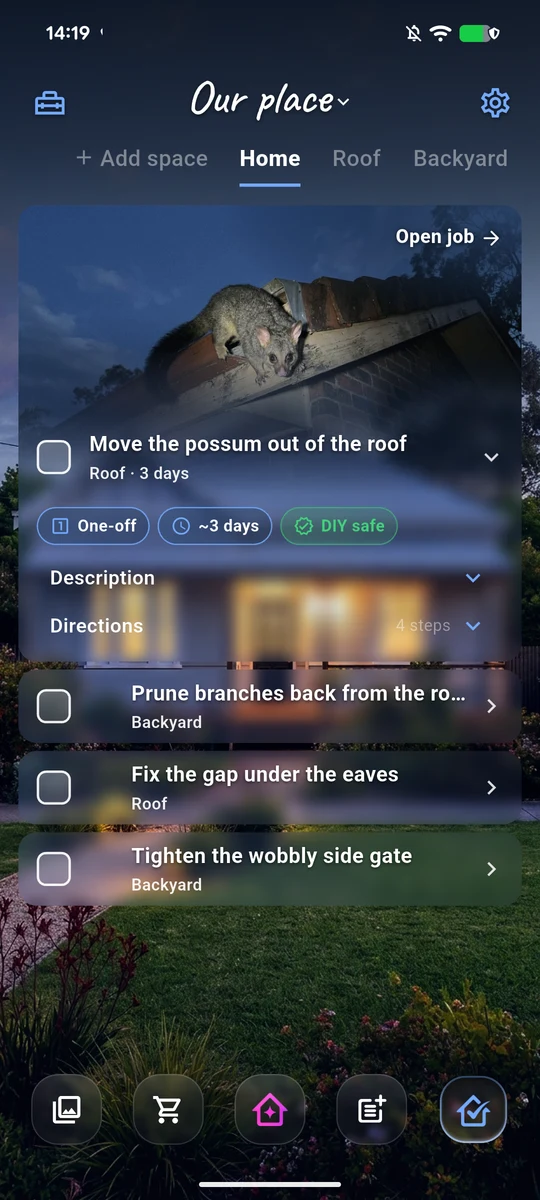 14:19
Our place
+ Add space
Home
Roof
Backyard
Open job →
Move the possum out of the roof
Roof · 3 days
One-off
~3 days
DIY safe
Description
Directions
4 steps
Prune branches back from the ro...
Backyard
Fix the gap under the eaves
Roof
Tighten the wobbly side gate
Backyard